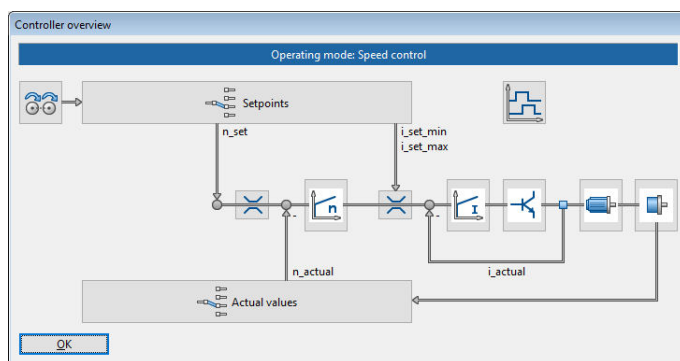 Controller overview
Operating mode: Speed control
Setpoints
n_set
i_set_min
i_set_max
n
I
-
-
n_actual
i_actual
Actual values
OK